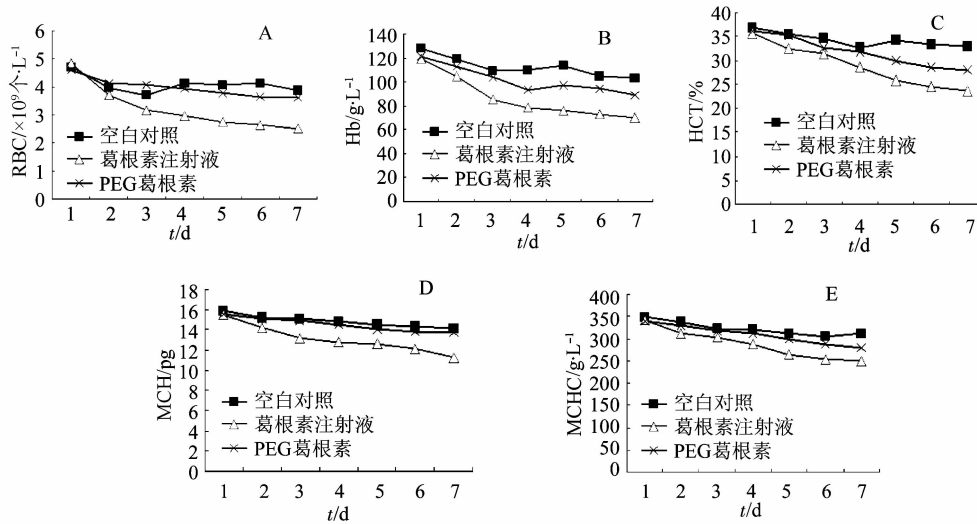 A
RBC/×10⁹个·L⁻¹
6
5
4
3
2
1
0
空白对照
葛根素注射液
PEG葛根素
1 2 3 4 5 6 7
t/d
B
Hb/g·L⁻¹
140
120
100
80
60
40
20
0
空白对照
葛根素注射液
PEG葛根素
1 2 3 4 5 6 7
t/d
C
HCT/%
40
35
30
25
20
15
10
5
0
空白对照
葛根素注射液
PEG葛根素
1 2 3 4 5 6 7
t/d
D
MCH/pg
18
16
14
12
10
8
6
4
2
0
空白对照
葛根素注射液
PEG葛根素
1 2 3 4 5 6 7
t/d
E
MCHC/g·L⁻¹
400
350
300
250
200
150
100
50
0
空白对照
葛根素注射液
PEG葛根素
1 2 3 4 5 6 7
t/d